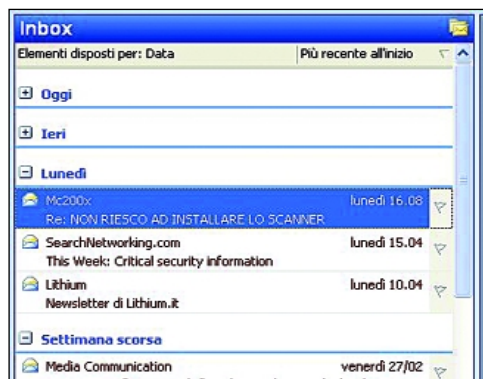 Inbox
Elementi disposti per: Data Più recente all'inizio
Oggi
Ieri
Lunedì
Mc200x lunedì 16.08
Re: NON RIESCO AD INSTALLARE LO SCANNER
SearchNetworking.com lunedì 15.04
This Week: Critical security information
Lithium lunedì 10.04
Newsletter di Lithium.it
Settimana scorsa
Media Communication venerdì 27/02